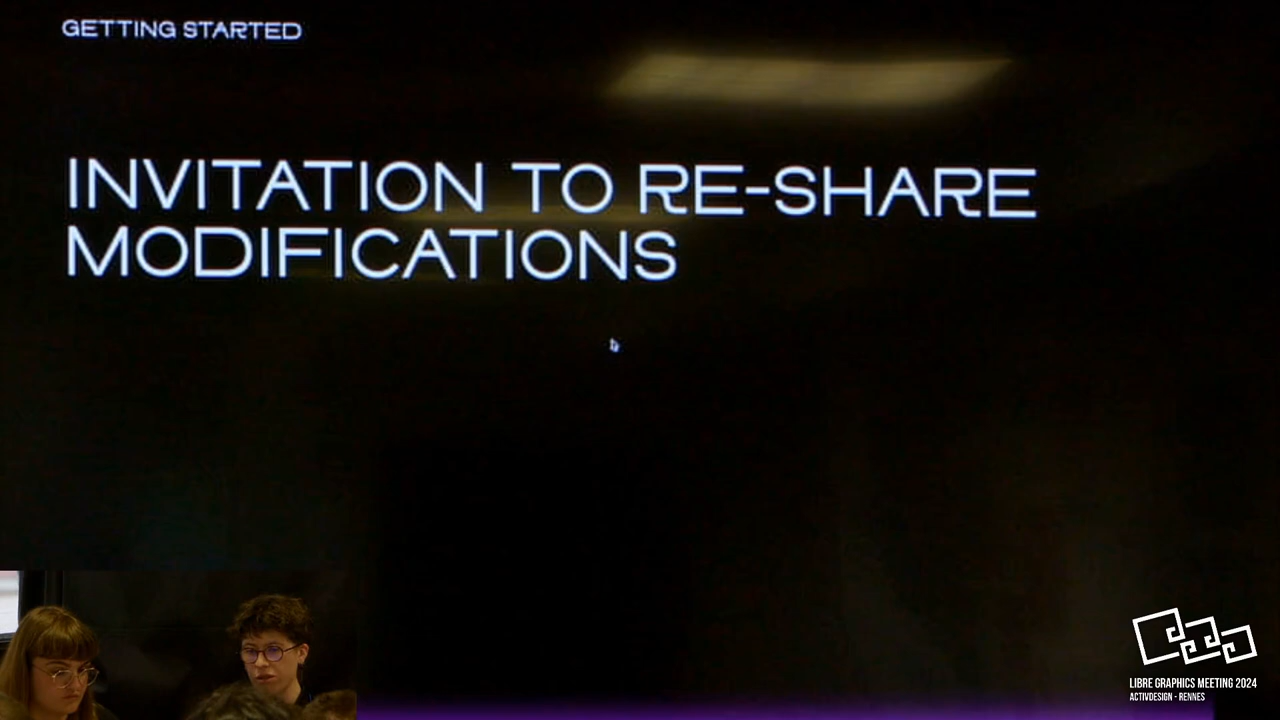 GETTING STARTED
INVITATION TO RE-SHARE
MODIFICATIONS
LIBRE GRAPHICS MEETING 2024
ACTIVDESIGN - RENNES